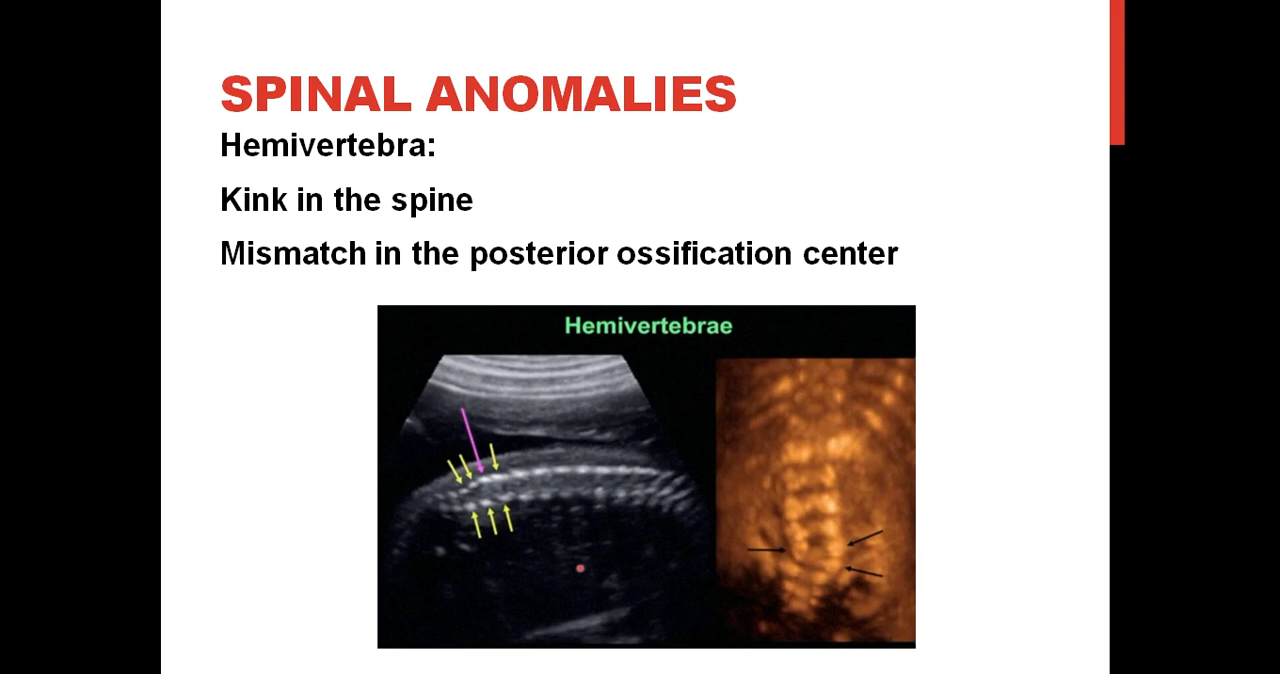 SPINAL ANOMALIES
Hemivertebra:
Kink in the spine
Mismatch in the posterior ossification center
Hemivertebrae